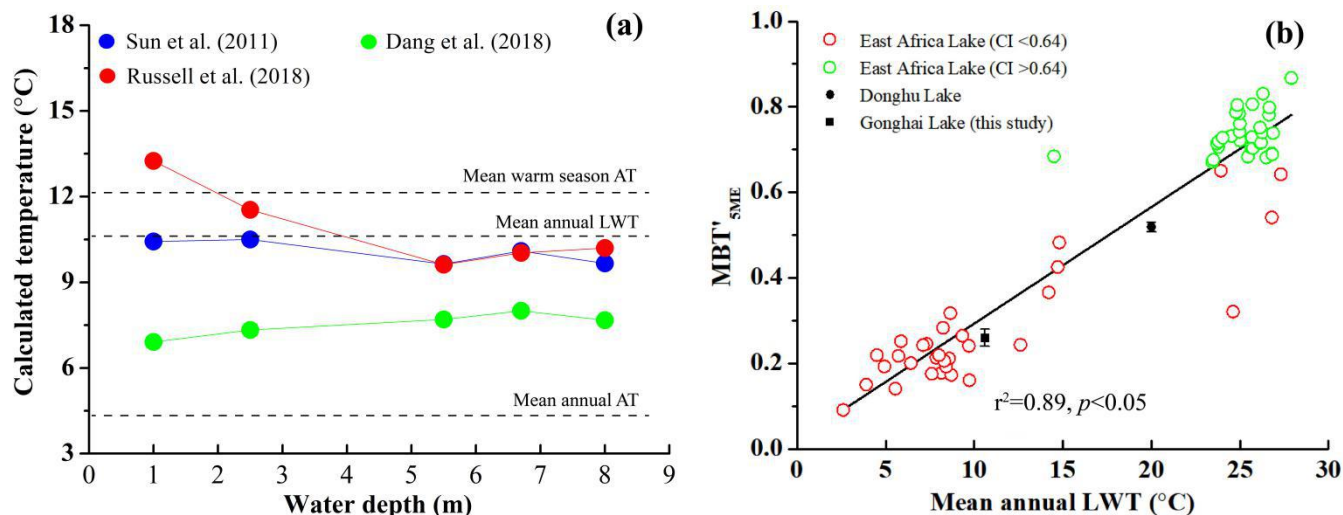 (a)
Sun et al. (2011)
Dang et al. (2018)
Russell et al. (2018)
Calculated temperature (°C)
18
15
12
9
6
3
Mean warm season AT
Mean annual LWT
Mean annual AT
0 1 2 3 4 5 6 7 8 9
Water depth (m)
(b)
East Africa Lake (CI <0.64)
East Africa Lake (CI >0.64)
Donghu Lake
Gonghai Lake (this study)
MBT'5ME
1.0
0.8
0.6
0.4
0.2
0.0
r²=0.89, p<0.05
0 5 10 15 20 25 30
Mean annual LWT (°C)